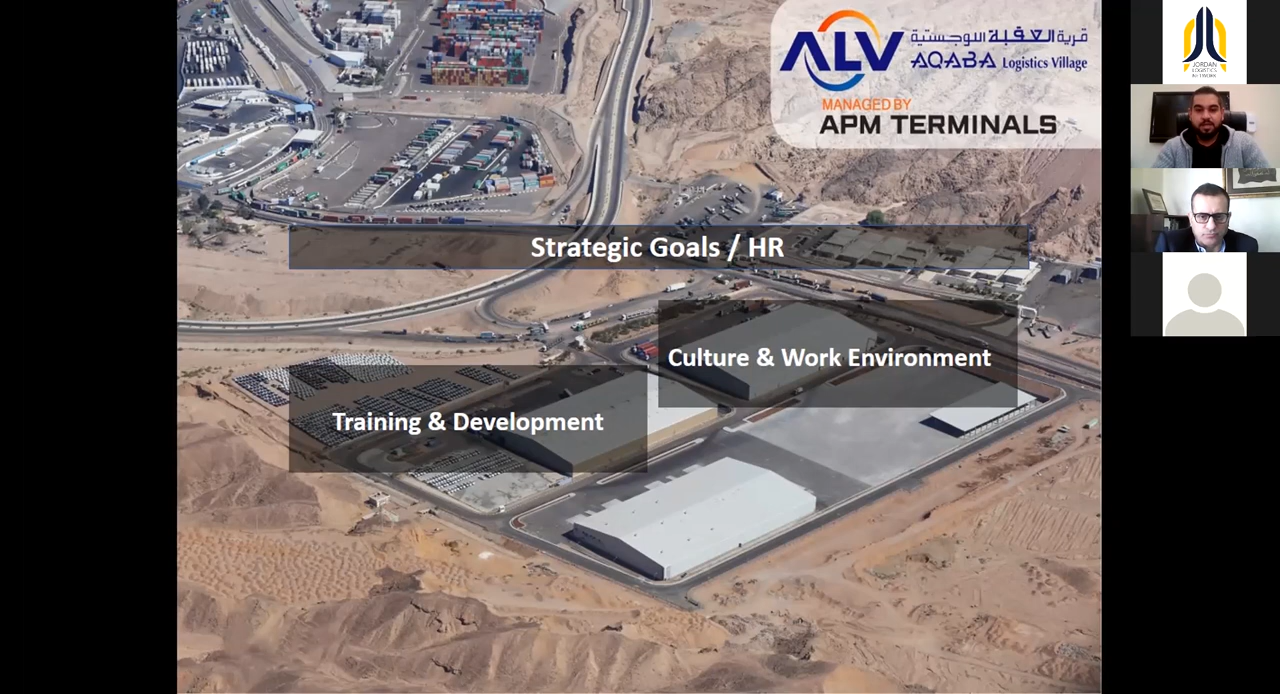 ALV
قرية العقبة اللوجستية
AQABA Logistics Village
MANAGED BY
APM TERMINALS
JORDAN
LOGISTICS
Strategic Goals / HR
Culture & Work Environment
Training & Development